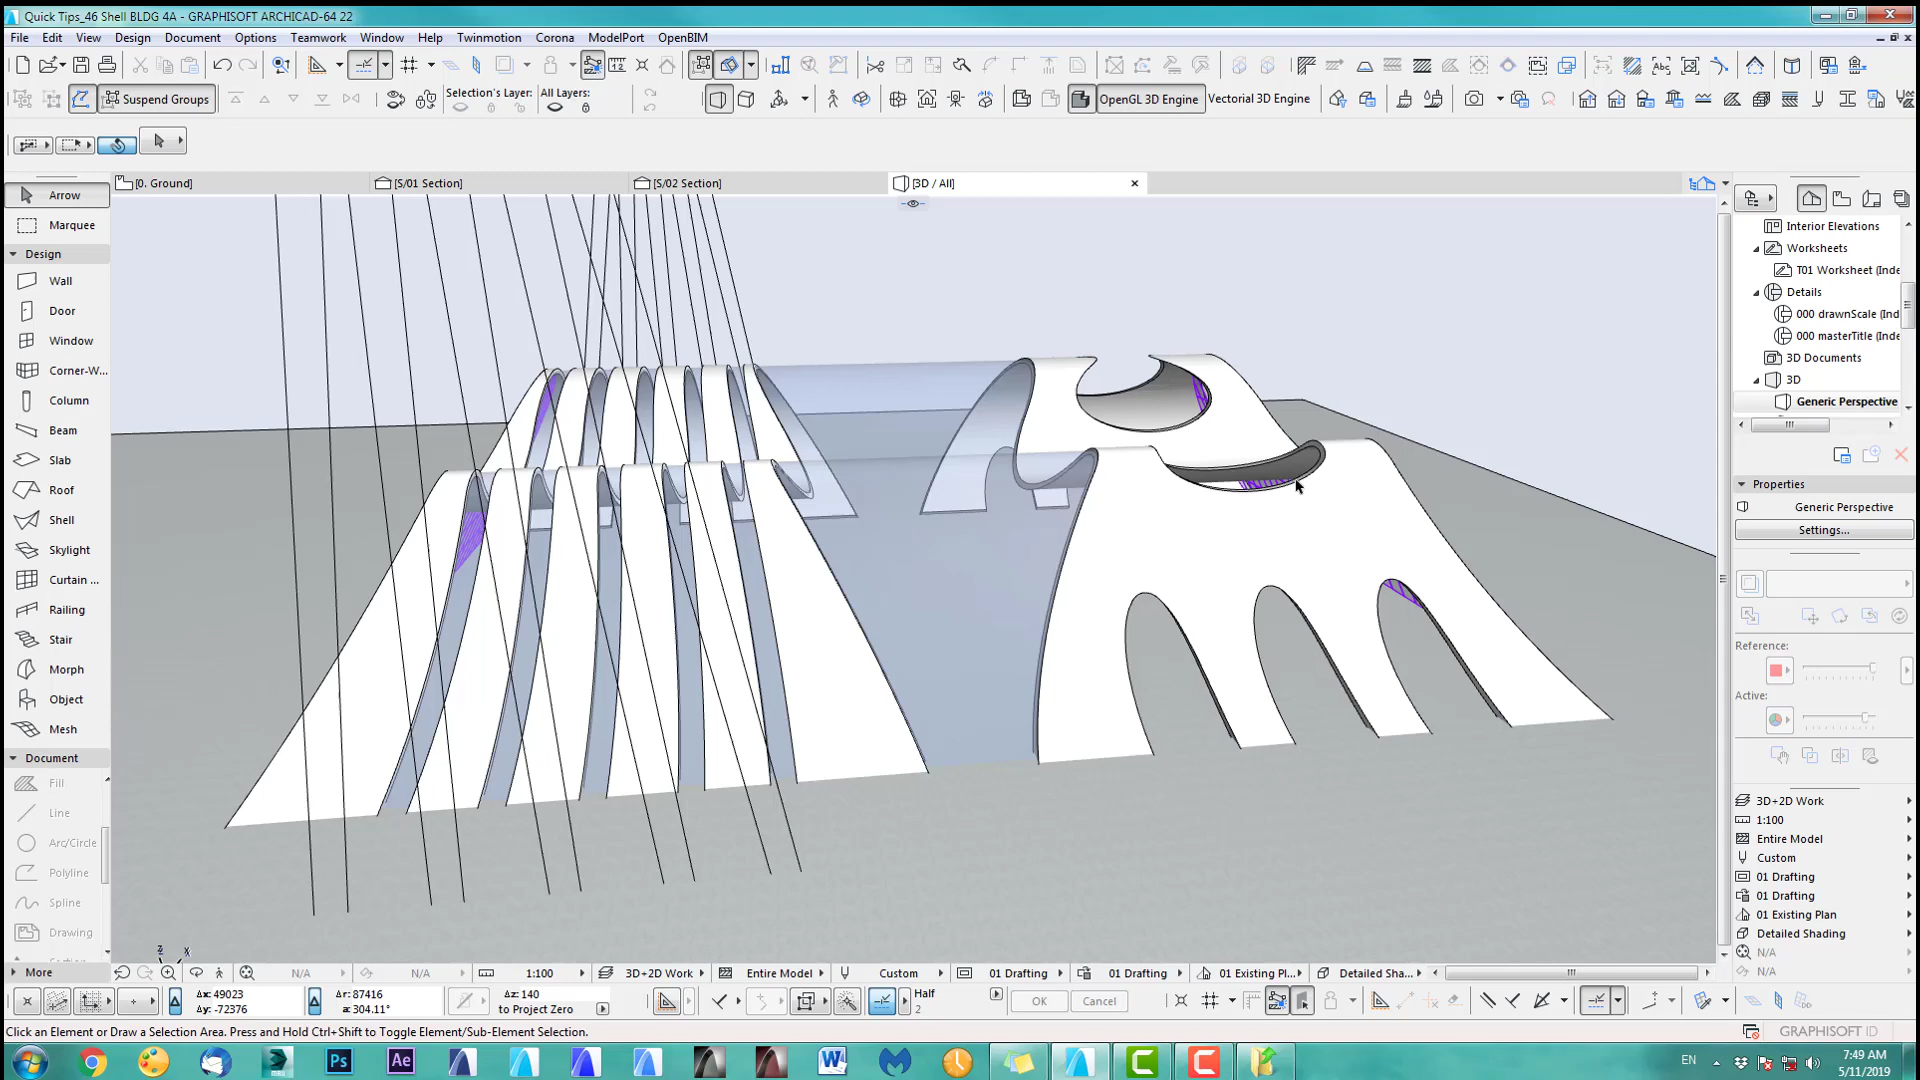 Quick Tips_46 Shell BLDG 4A - GRAPHISOFT ARCHICAD-64 22
File Edit View Design Document Options Teamwork Window Help Twinmotion Corona ModelPort OpenBIM
Suspend Groups
Selection's Layer:
All Layers:
OpenGL 3D Engine
Vectorial 3D Engine
[0. Ground]
[S/01 Section]
[S/02 Section]
[3D / All]
Arrow
Marquee
Design
Wall
Door
Window
Corner-W...
Column
Beam
Slab
Roof
Shell
Skylight
Curtain ...
Railing
Stair
Morph
Object
Mesh
Document
Fill
Line
Arc/Circle
Polyline
Spline
Drawing
More
z x
Interior Elevations
Worksheets
T01 Worksheet (Inde
Details
000 drawnScale (Ind
000 masterTitle (Inde
3D Documents
3D
Generic Perspective
Properties
Generic Perspective
Settings...
Reference:
Active:
3D+2D Work
1:100
Entire Model
Custom
01 Drafting
01 Drafting
01 Existing Plan
Detailed Shading
N/A
N/A
N/A N/A 1:100 3D+2D Work Entire Model Custom 01 Drafting 01 Drafting 01 Existing Pl... Detailed Sha...
Δx: 49023
Δy: -72376
Δr: 87416
a: 304.11°
Δz: 140
to Project Zero
Half
2
OK
Cancel
Click an Element or Draw a Selection Area. Press and Hold Ctrl+Shift to Toggle Element/Sub-Element Selection.
GRAPHISOFT ID
Ps
Ae
W
EN
7:49 AM
5/11/2019